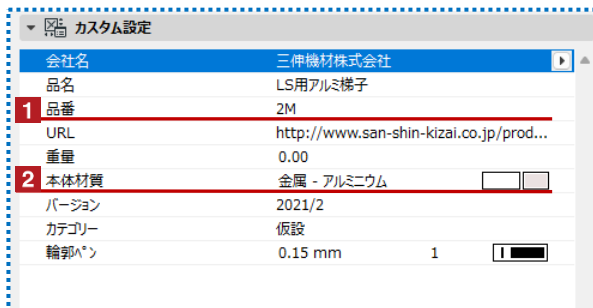 カスタム設定
会社名 三伸機材株式会社
品名 LS用アルミ梯子
1 品番 2M
URL http://www.san-shin-kizai.co.jp/prod...
重量 0.00
2 本体材質 金属 - アルミニウム
バージョン 2021/2
カテゴリー 仮設
輪郭ペン 0.15 mm 1